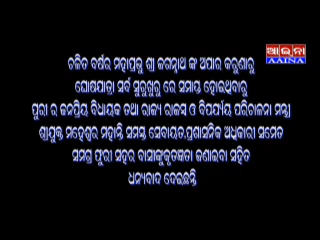 ଆଇନା
AAINA
ଚଳିତ ବର୍ଷର ମହାପ୍ରଭୁ ଶ୍ରୀ ଜଗନ୍ନାଥ ଙ୍କ ଅପାର କରୁଣାରୁ
ଘୋଷଯାତ୍ରା ସର୍ବ ସୁରୁଖୁରୁ ରେ ସମାପ୍ତ ହୋଇଥିବାରୁ
ପୁରୀ ର ଜନପ୍ରିୟ ବିଧାୟକ ତଥା ରାଜ୍ୟ ରାଜସ୍ୱ ଓ ବିପର୍ଯ୍ୟୟ ପରିଚାଳନା ମନ୍ତ୍ରୀ
ଶ୍ରୀଯୁକ୍ତ ମହେଶ୍ୱର ମହାନ୍ତି ସମସ୍ତ ସେବାୟତ,ପ୍ରଶାସନିକ ଅଧିକାରୀ ସମେତ
ସମଗ୍ର ଫୁରୀ ସହର ବାସୀଙ୍କୁକୃତଜ୍ଞତା ଜଣାଇବା ସହିତ
ଧନ୍ୟବାଦ ଦେଇଛନ୍ତି